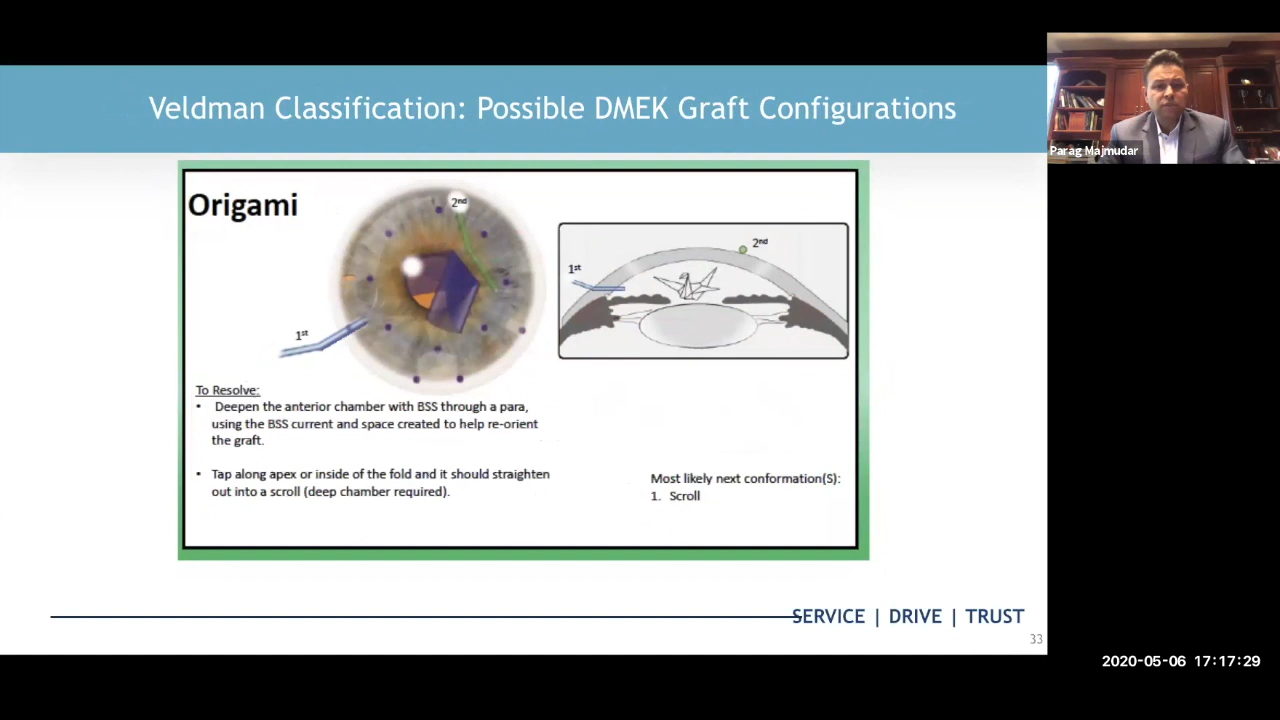 Veldman Classification: Possible DMEK Graft Configurations
Parag Majmudar
Origami
2nd
1st
2nd
1st
To Resolve:
• Deepen the anterior chamber with BSS through a para,
using the BSS current and space created to help re-orient
the graft.
• Tap along apex or inside of the fold and it should straighten
out into a scroll (deep chamber required).
Most likely next conformation(S):
1. Scroll
SERVICE | DRIVE | TRUST
33
2020-05-06 17:17:29